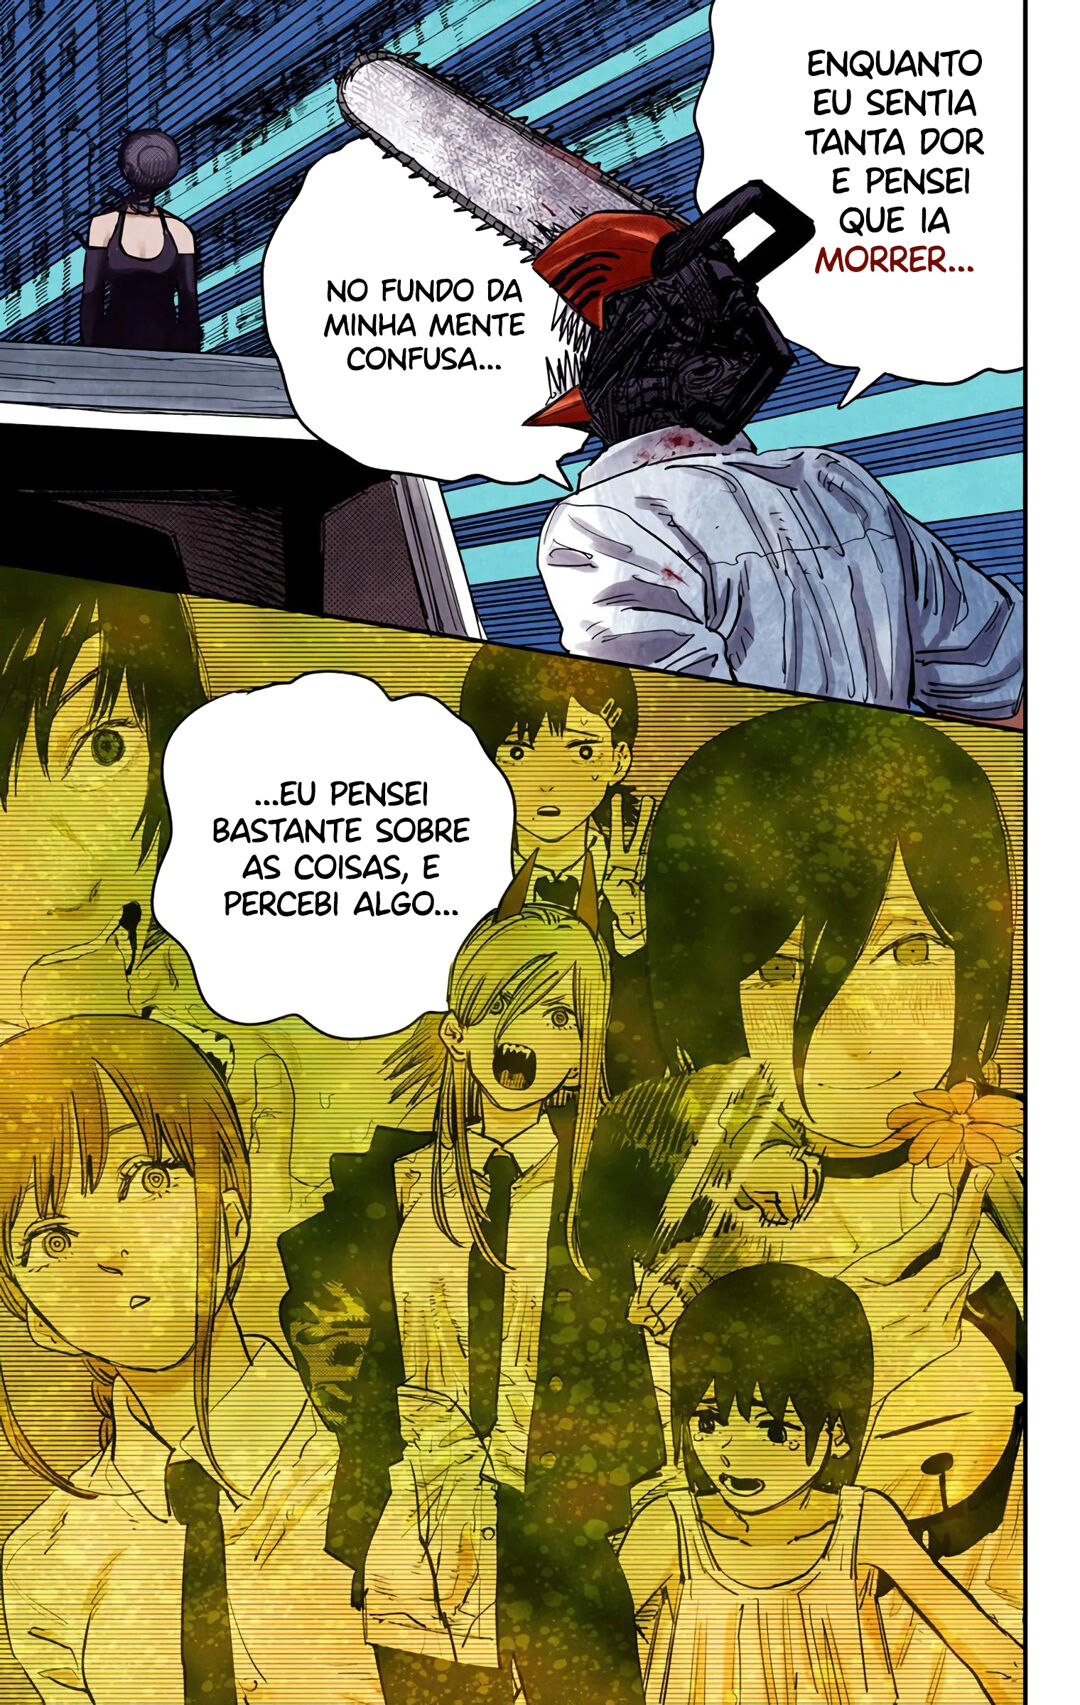 ENQUANTO
EU SENTIA
TANTA DOR
E PENSEI
QUE IA
MORRER...
NO FUNDO DA
MINHA MENTE
CONFUSA...
...EU PENSEI
BASTANTE SOBRE
AS COISAS, E
PERCEBI ALGO...